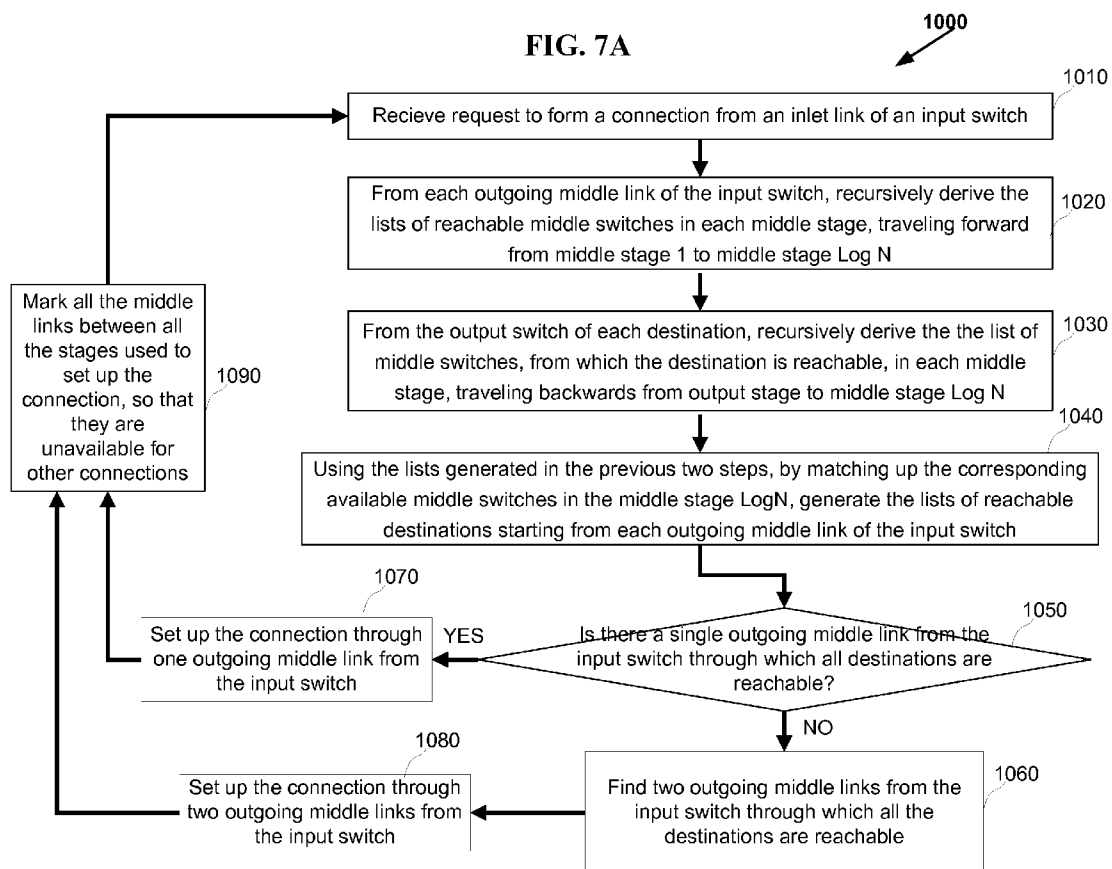 FIG. 7A
1000
1010
Recieve request to form a connection from an inlet link of an input switch
From each outgoing middle link of the input switch, recursively derive the
lists of reachable middle switches in each middle stage, traveling forward
from middle stage 1 to middle stage Log N
1020
From the output switch of each destination, recursively derive the the list of
middle switches, from which the destination is reachable, in each middle
stage, traveling backwards from output stage to middle stage Log N
1030
1040
Using the lists generated in the previous two steps, by matching up the corresponding
available middle switches in the middle stage LogN, generate the lists of reachable
destinations starting from each outgoing middle link of the input switch
1050
Is there a single outgoing middle link from the
input switch through which all destinations are
reachable?
YES
NO
1070
Set up the connection through
one outgoing middle link from
the input switch
1060
Find two outgoing middle links from the
input switch through which all the
destinations are reachable
1080
Set up the connection through
two outgoing middle links from
the input switch
Mark all the middle
links between all
the stages used to
set up the
connection, so that
they are
unavailable for
other connections
1090